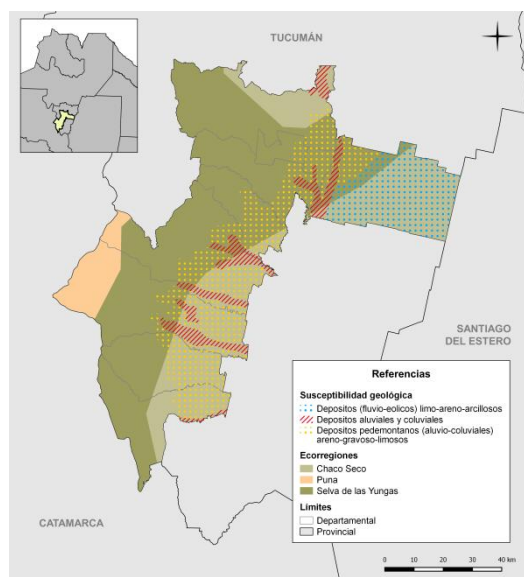 TUCUMÁN
SANTIAGO
DEL ESTERO
CATAMARCA
Referencias
Susceptibilidad geológica
Depositos (fluvio-eolicos) limo-areno-arcillosos
Depositos aluviales y coluviales
Depositos pedemontanos (aluvio-coluviales)
areno-gravoso-limosos
Ecorregiones
Chaco Seco
Puna
Selva de las Yungas
Límites
Departamental
Provincial
0 10 20 30 40 km